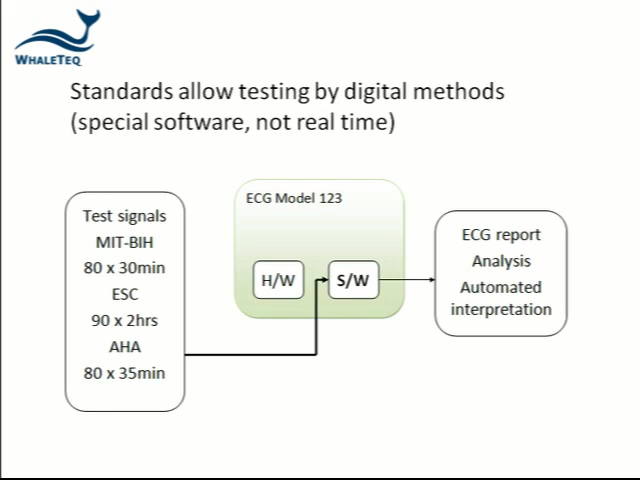 WHALETEQ
Standards allow testing by digital methods
(special software, not real time)
Test signals
MIT-BIH
80 x 30min
ESC
90 x 2hrs
AHA
80 x 35min
ECG Model 123
H/W
S/W
ECG report
Analysis
Automated
interpretation